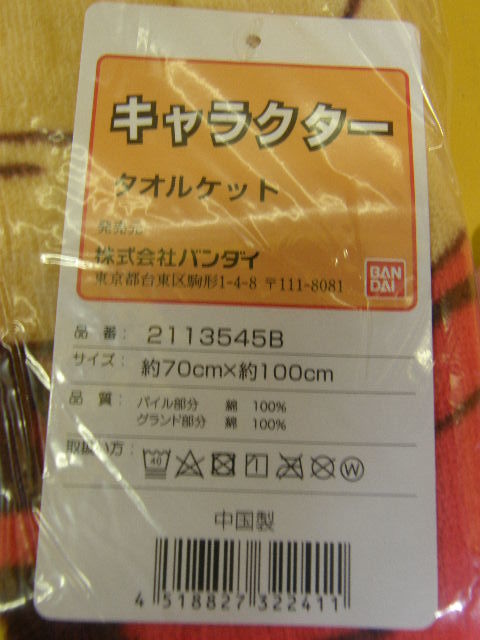 キャラクター
タオルケット
発売元
株式会社バンダイ
東京都台東区駒形1-4-8 〒111-8081
BAN
DAI
品番: 2113545B
サイズ: 約70cm×約100cm
品質: パイル部分 綿 100%
グランド部分 綿 100%
取扱い方:
40
W
中国製
4 518827 322411